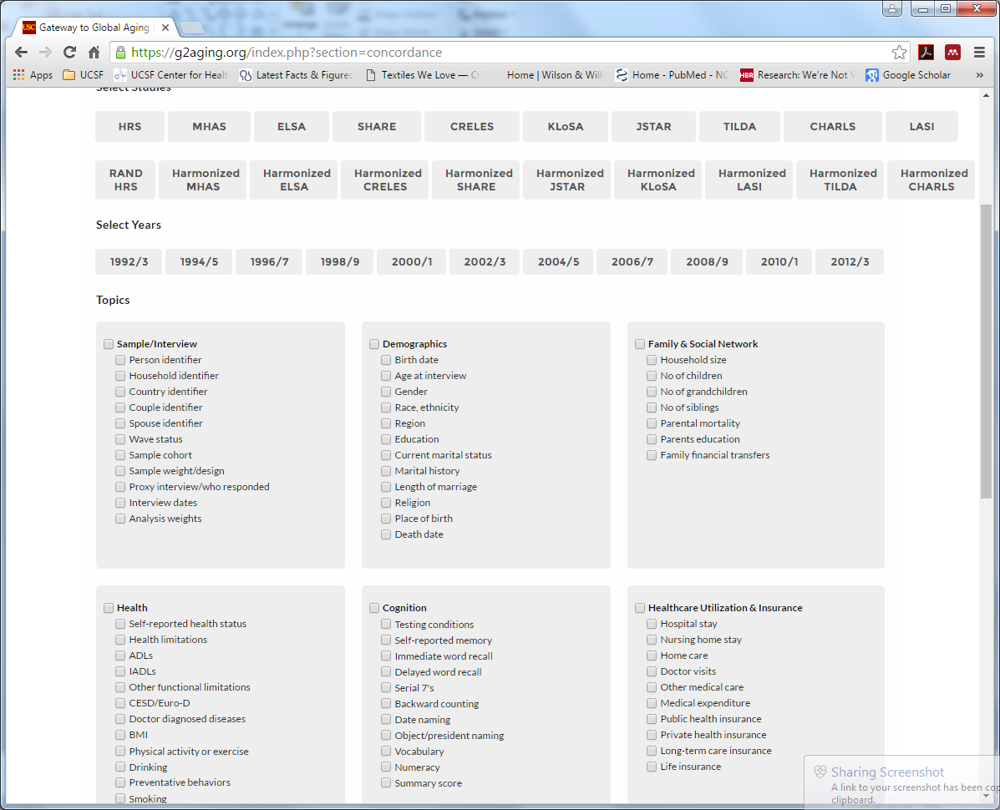 USC Gateway to Global Aging
https://g2aging.org/index.php?section=concordance
Apps UCSF UCSF Center for Healt Latest Facts & Figures Textiles We Love — C Home | Wilson & Will Home - PubMed - NC HBR Research: We're Not Google Scholar »
Select Studies
HRS MHAS ELSA SHARE CRELES KLoSA JSTAR TILDA CHARLS LASI
RAND Harmonized Harmonized Harmonized Harmonized Harmonized Harmonized Harmonized Harmonized Harmonized
HRS MHAS ELSA CRELES SHARE JSTAR KLoSA LASI TILDA CHARLS
Select Years
1992/3 1994/5 1996/7 1998/9 2000/1 2002/3 2004/5 2006/7 2008/9 2010/1 2012/3
Topics
Sample/Interview
Person identifier
Household identifier
Country identifier
Couple identifier
Spouse identifier
Wave status
Sample cohort
Sample weight/design
Proxy interview/who responded
Interview dates
Analysis weights
Demographics
Birth date
Age at interview
Gender
Race, ethnicity
Region
Education
Current marital status
Marital history
Length of marriage
Religion
Place of birth
Death date
Family & Social Network
Household size
No of children
No of grandchildren
No of siblings
Parental mortality
Parents education
Family financial transfers
Health
Self-reported health status
Health limitations
ADLs
IADLs
Other functional limitations
CESD/Euro-D
Doctor diagnosed diseases
BMI
Physical activity or exercise
Drinking
Preventative behaviors
Smoking
Cognition
Testing conditions
Self-reported memory
Immediate word recall
Delayed word recall
Serial 7's
Backward counting
Date naming
Object/president naming
Vocabulary
Numeracy
Summary score
Healthcare Utilization & Insurance
Hospital stay
Nursing home stay
Home care
Doctor visits
Other medical care
Medical expenditure
Public health insurance
Private health insurance
Long-term care insurance
Life insurance
Sharing Screenshot
A link to your screenshot has been cop
clipboard.